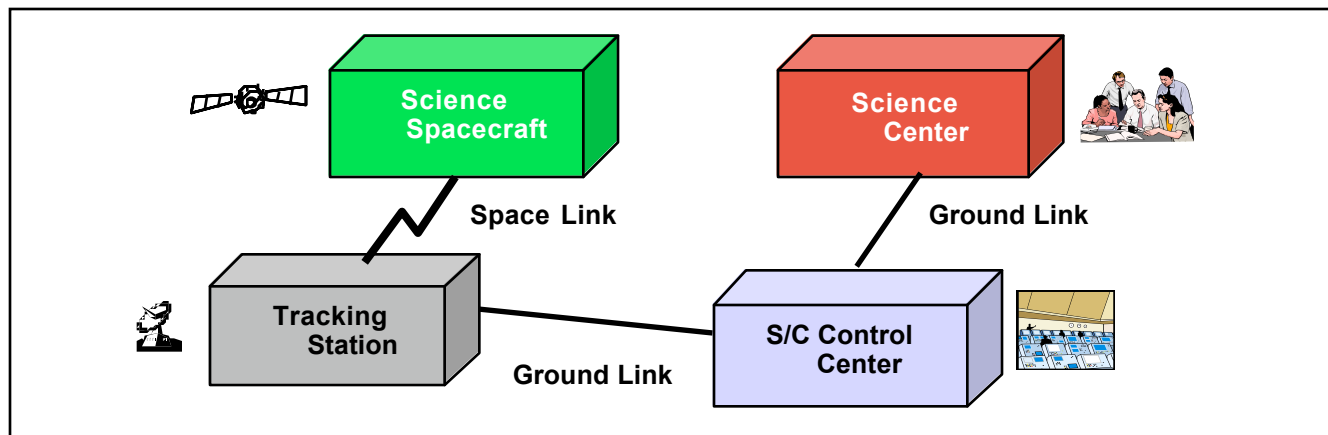 Science
Spacecraft
Science
Center
Space Link
Ground Link
Tracking
Station
S/C Control
Center
Ground Link